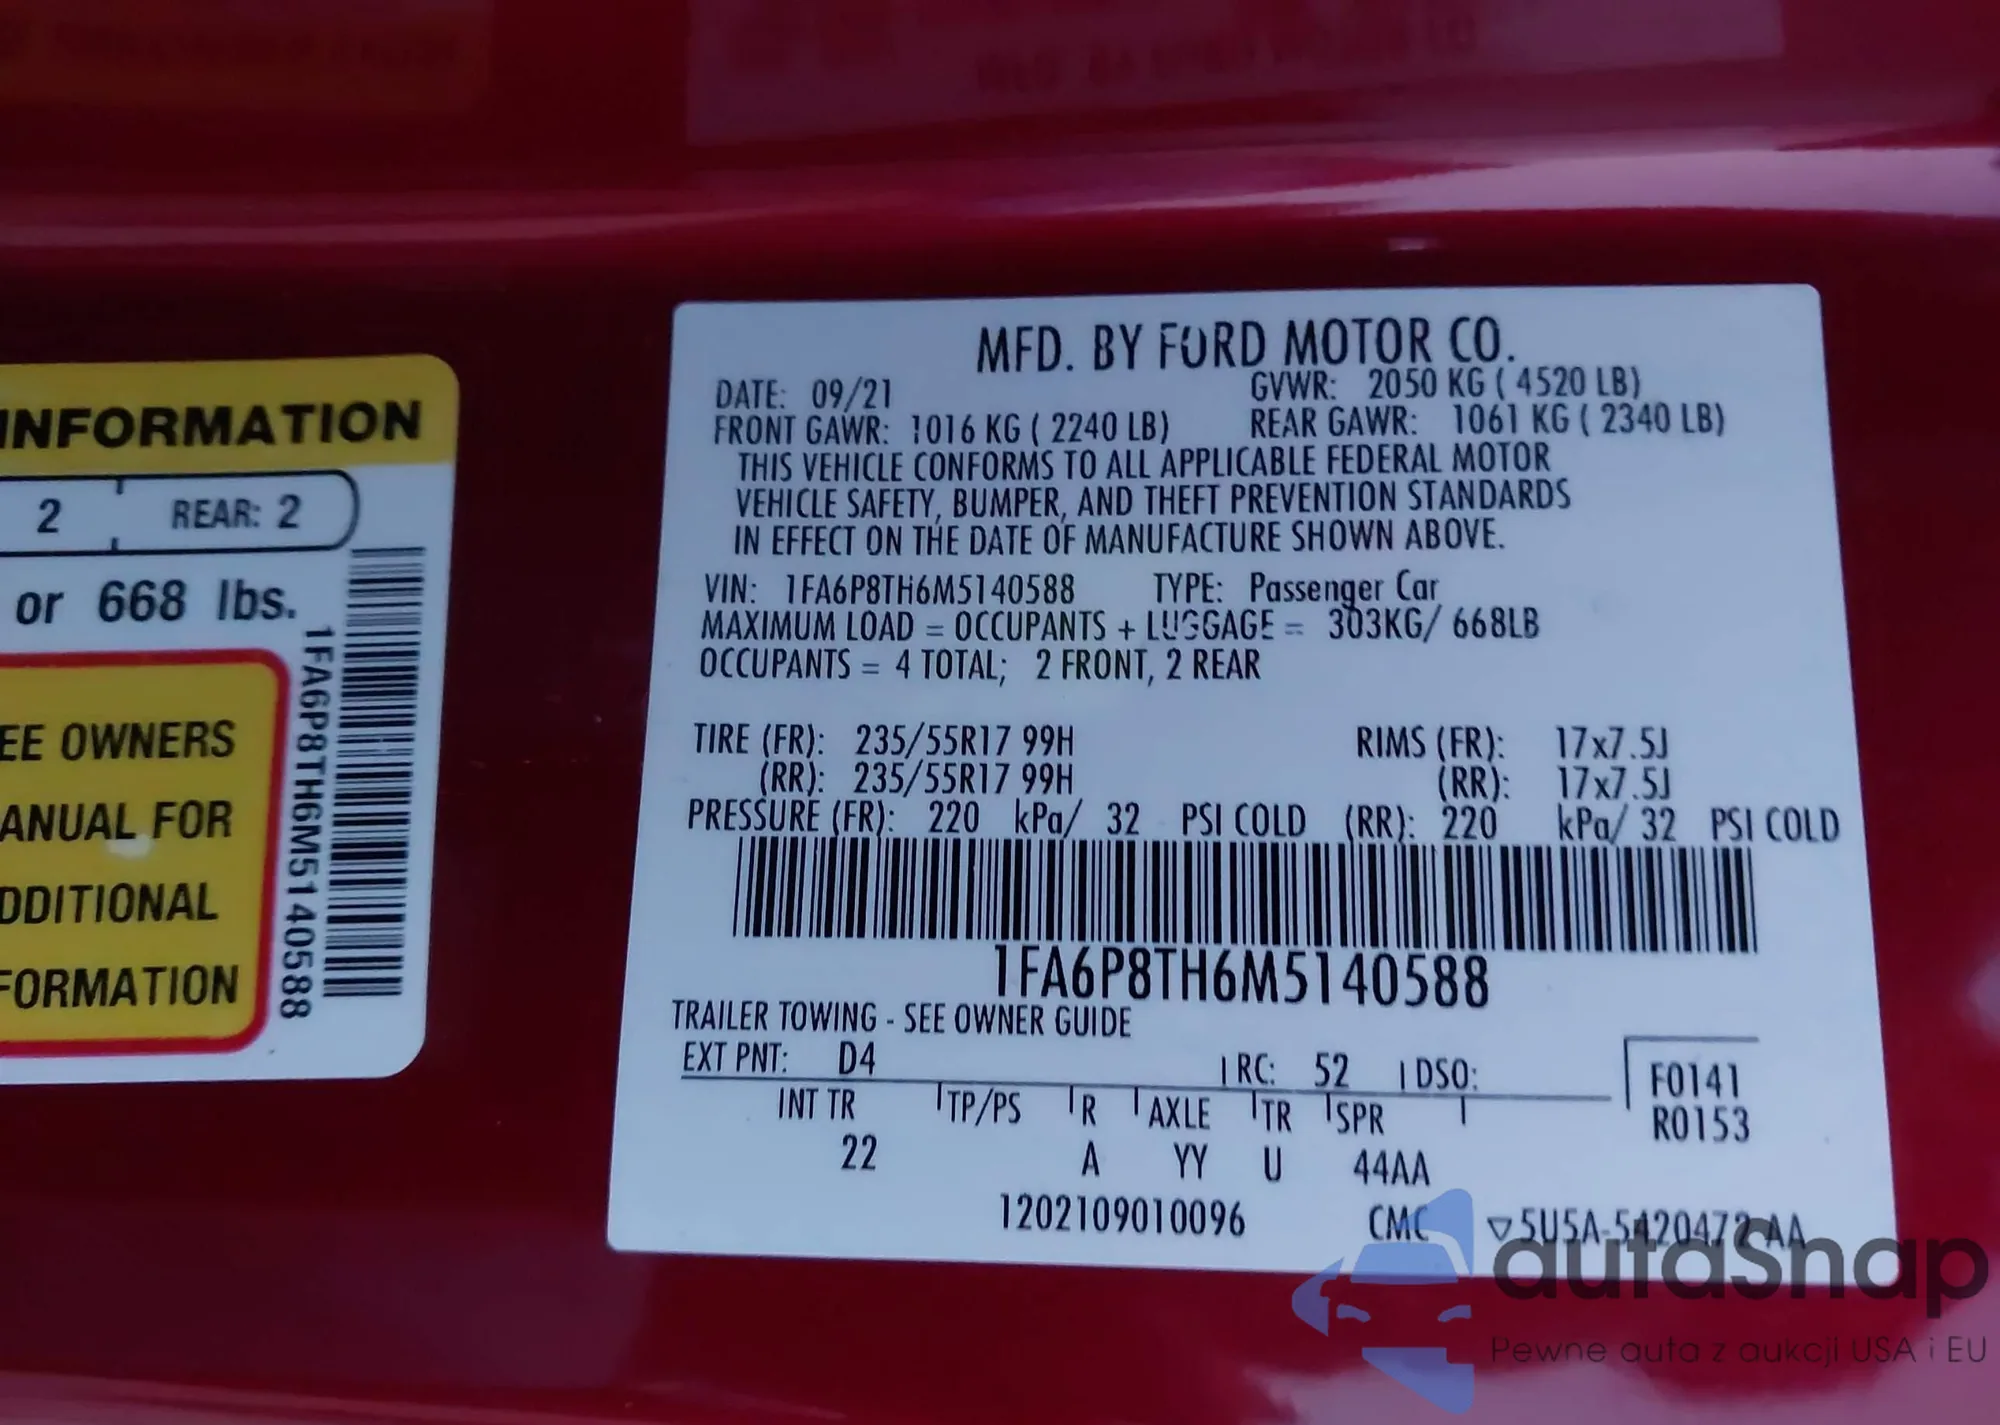 INFORMATION
2 REAR: 2
or 668 lbs.
EE OWNERS
ANUAL FOR
DDITIONAL
FORMATION
1FA6P8TH6M5140588
MFD. BY FORD MOTOR CO.
DATE: 09/21 GVWR: 2050 KG ( 4520 LB)
FRONT GAWR: 1016 KG ( 2240 LB) REAR GAWR: 1061 KG ( 2340 LB)
THIS VEHICLE CONFORMS TO ALL APPLICABLE FEDERAL MOTOR
VEHICLE SAFETY, BUMPER, AND THEFT PREVENTION STANDARDS
IN EFFECT ON THE DATE OF MANUFACTURE SHOWN ABOVE.
VIN: 1FA6P8TH6M5140588 TYPE: Passenger Car
MAXIMUM LOAD = OCCUPANTS + LUGGAGE = 303KG/ 668LB
OCCUPANTS = 4 TOTAL; 2 FRONT, 2 REAR
TIRE (FR): 235/55R17 99H RIMS (FR): 17x7.5J
(RR): 235/55R17 99H (RR): 17x7.5J
PRESSURE (FR): 220 kPa/ 32 PSI COLD (RR): 220 kPa/ 32 PSI COLD
1FA6P8TH6M5140588
TRAILER TOWING - SEE OWNER GUIDE
EXT PNT: D4 RC: 52 DSO: F0141
INT TR TP/PS R AXLE TR SPR R0153
22 A YY U 44AA
1202109010096 CMC ▽5U5A-5420472-AA
autaSnap
Pewne auta z aukcji USA i EU